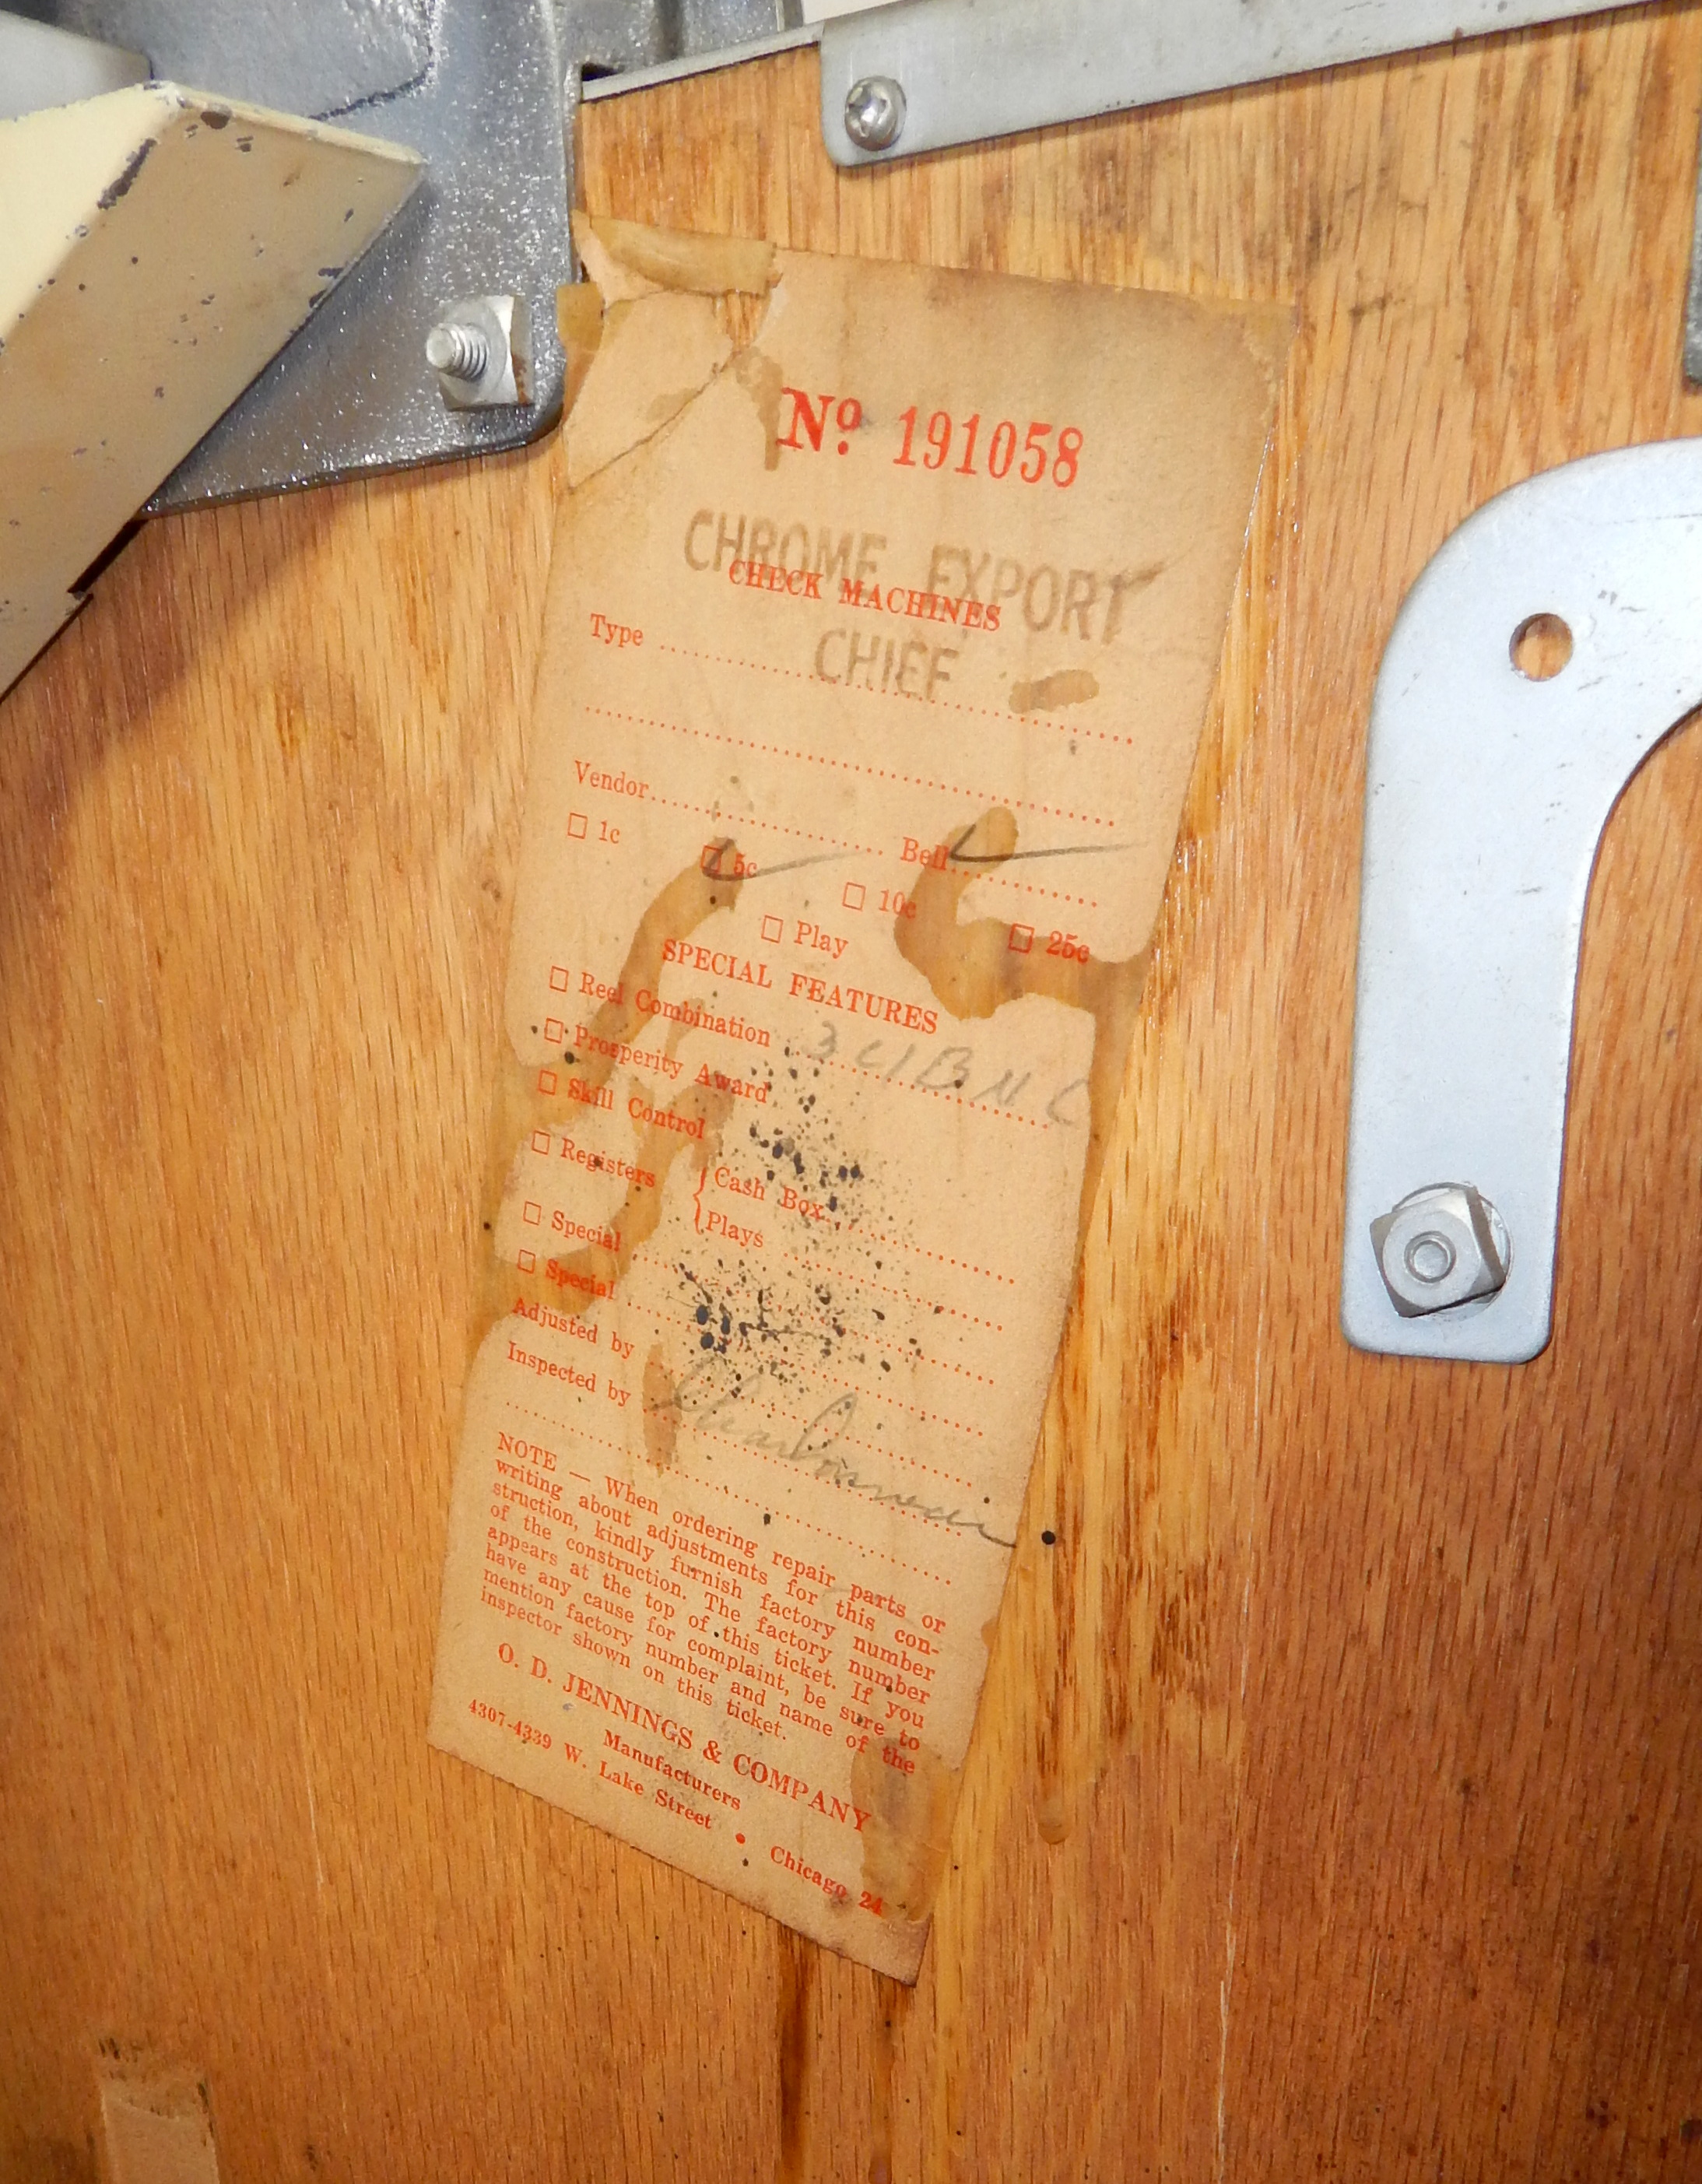 Nº 191058
CHROME EXPORT
CHECK MACHINES
CHIEF
Type
Vendor Bell
1c 5c 10c 25c
Play
SPECIAL FEATURES
Reel Combination
Prosperity Award
Skill Control
Registers { Cash Box
Plays
Special
Special
Adjusted by
Inspected by
NOTE — When ordering repair parts or
writing about adjustments for this con-
struction, kindly furnish factory number
of the construction. The factory number
appears at the top of this ticket. If you
have any cause for complaint, be sure to
mention factory number and name of the
inspector shown on this ticket.
O. D. JENNINGS & COMPANY
Manufacturers
4307-4339 W. Lake Street • Chicago 24